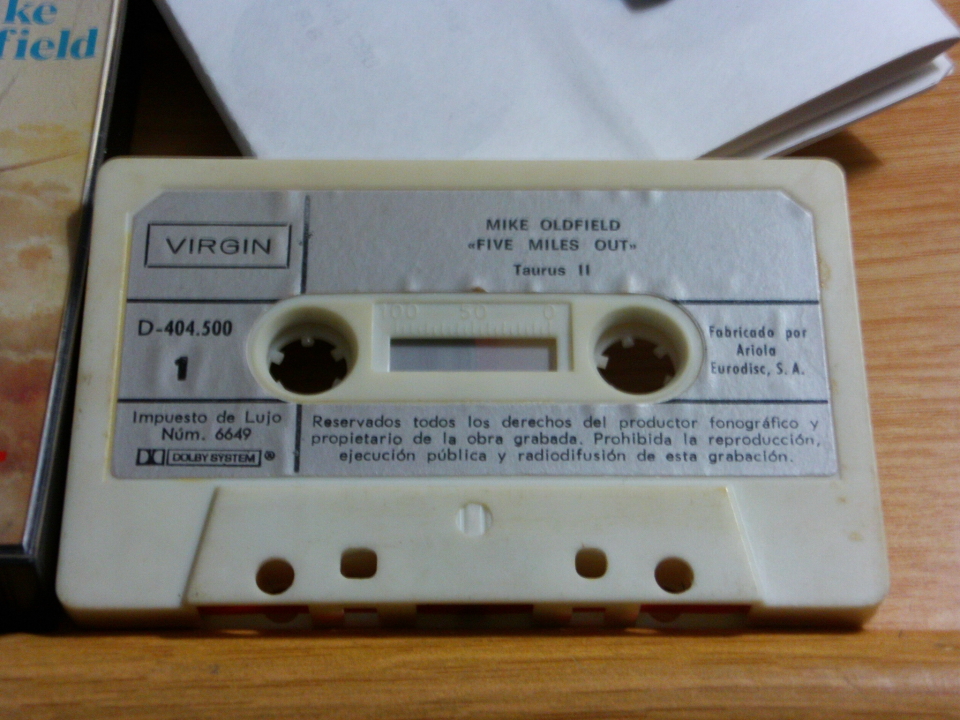 ke
field
VIRGIN
MIKE OLDFIELD
«FIVE MILES OUT»
Taurus II
D-404.500
1
100 50 0
Fabricado por
Ariola
Eurodisc, S. A.
Impuesto de Lujo
Núm. 6649
DOLBY SYSTEM ®
Reservados todos los derechos del productor fonográfico y
propietario de la obra grabada. Prohibida la reproducción,
ejecución pública y radiodifusión de esta grabación.